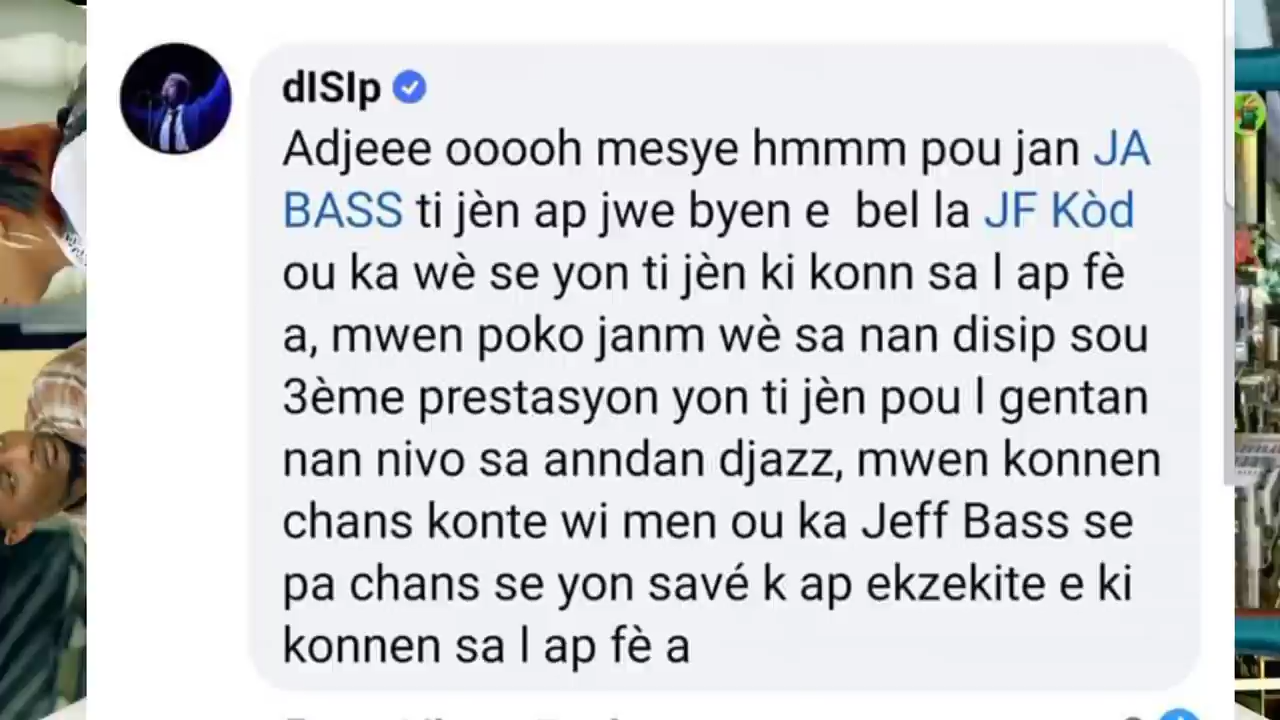 dISIp
Adjeee ooooh mesye hmmm pou jan JA
BASS ti jèn ap jwe byen e bel la JF Kòd
ou ka wè se yon ti jèn ki konn sa l ap fè
a, mwen poko janm wè sa nan disip sou
3ème prestasyon yon ti jèn pou l gentan
nan nivo sa anndan djazz, mwen konnen
chans konte wi men ou ka Jeff Bass se
pa chans se yon savé k ap ekzekite e ki
konnen sa l ap fè a